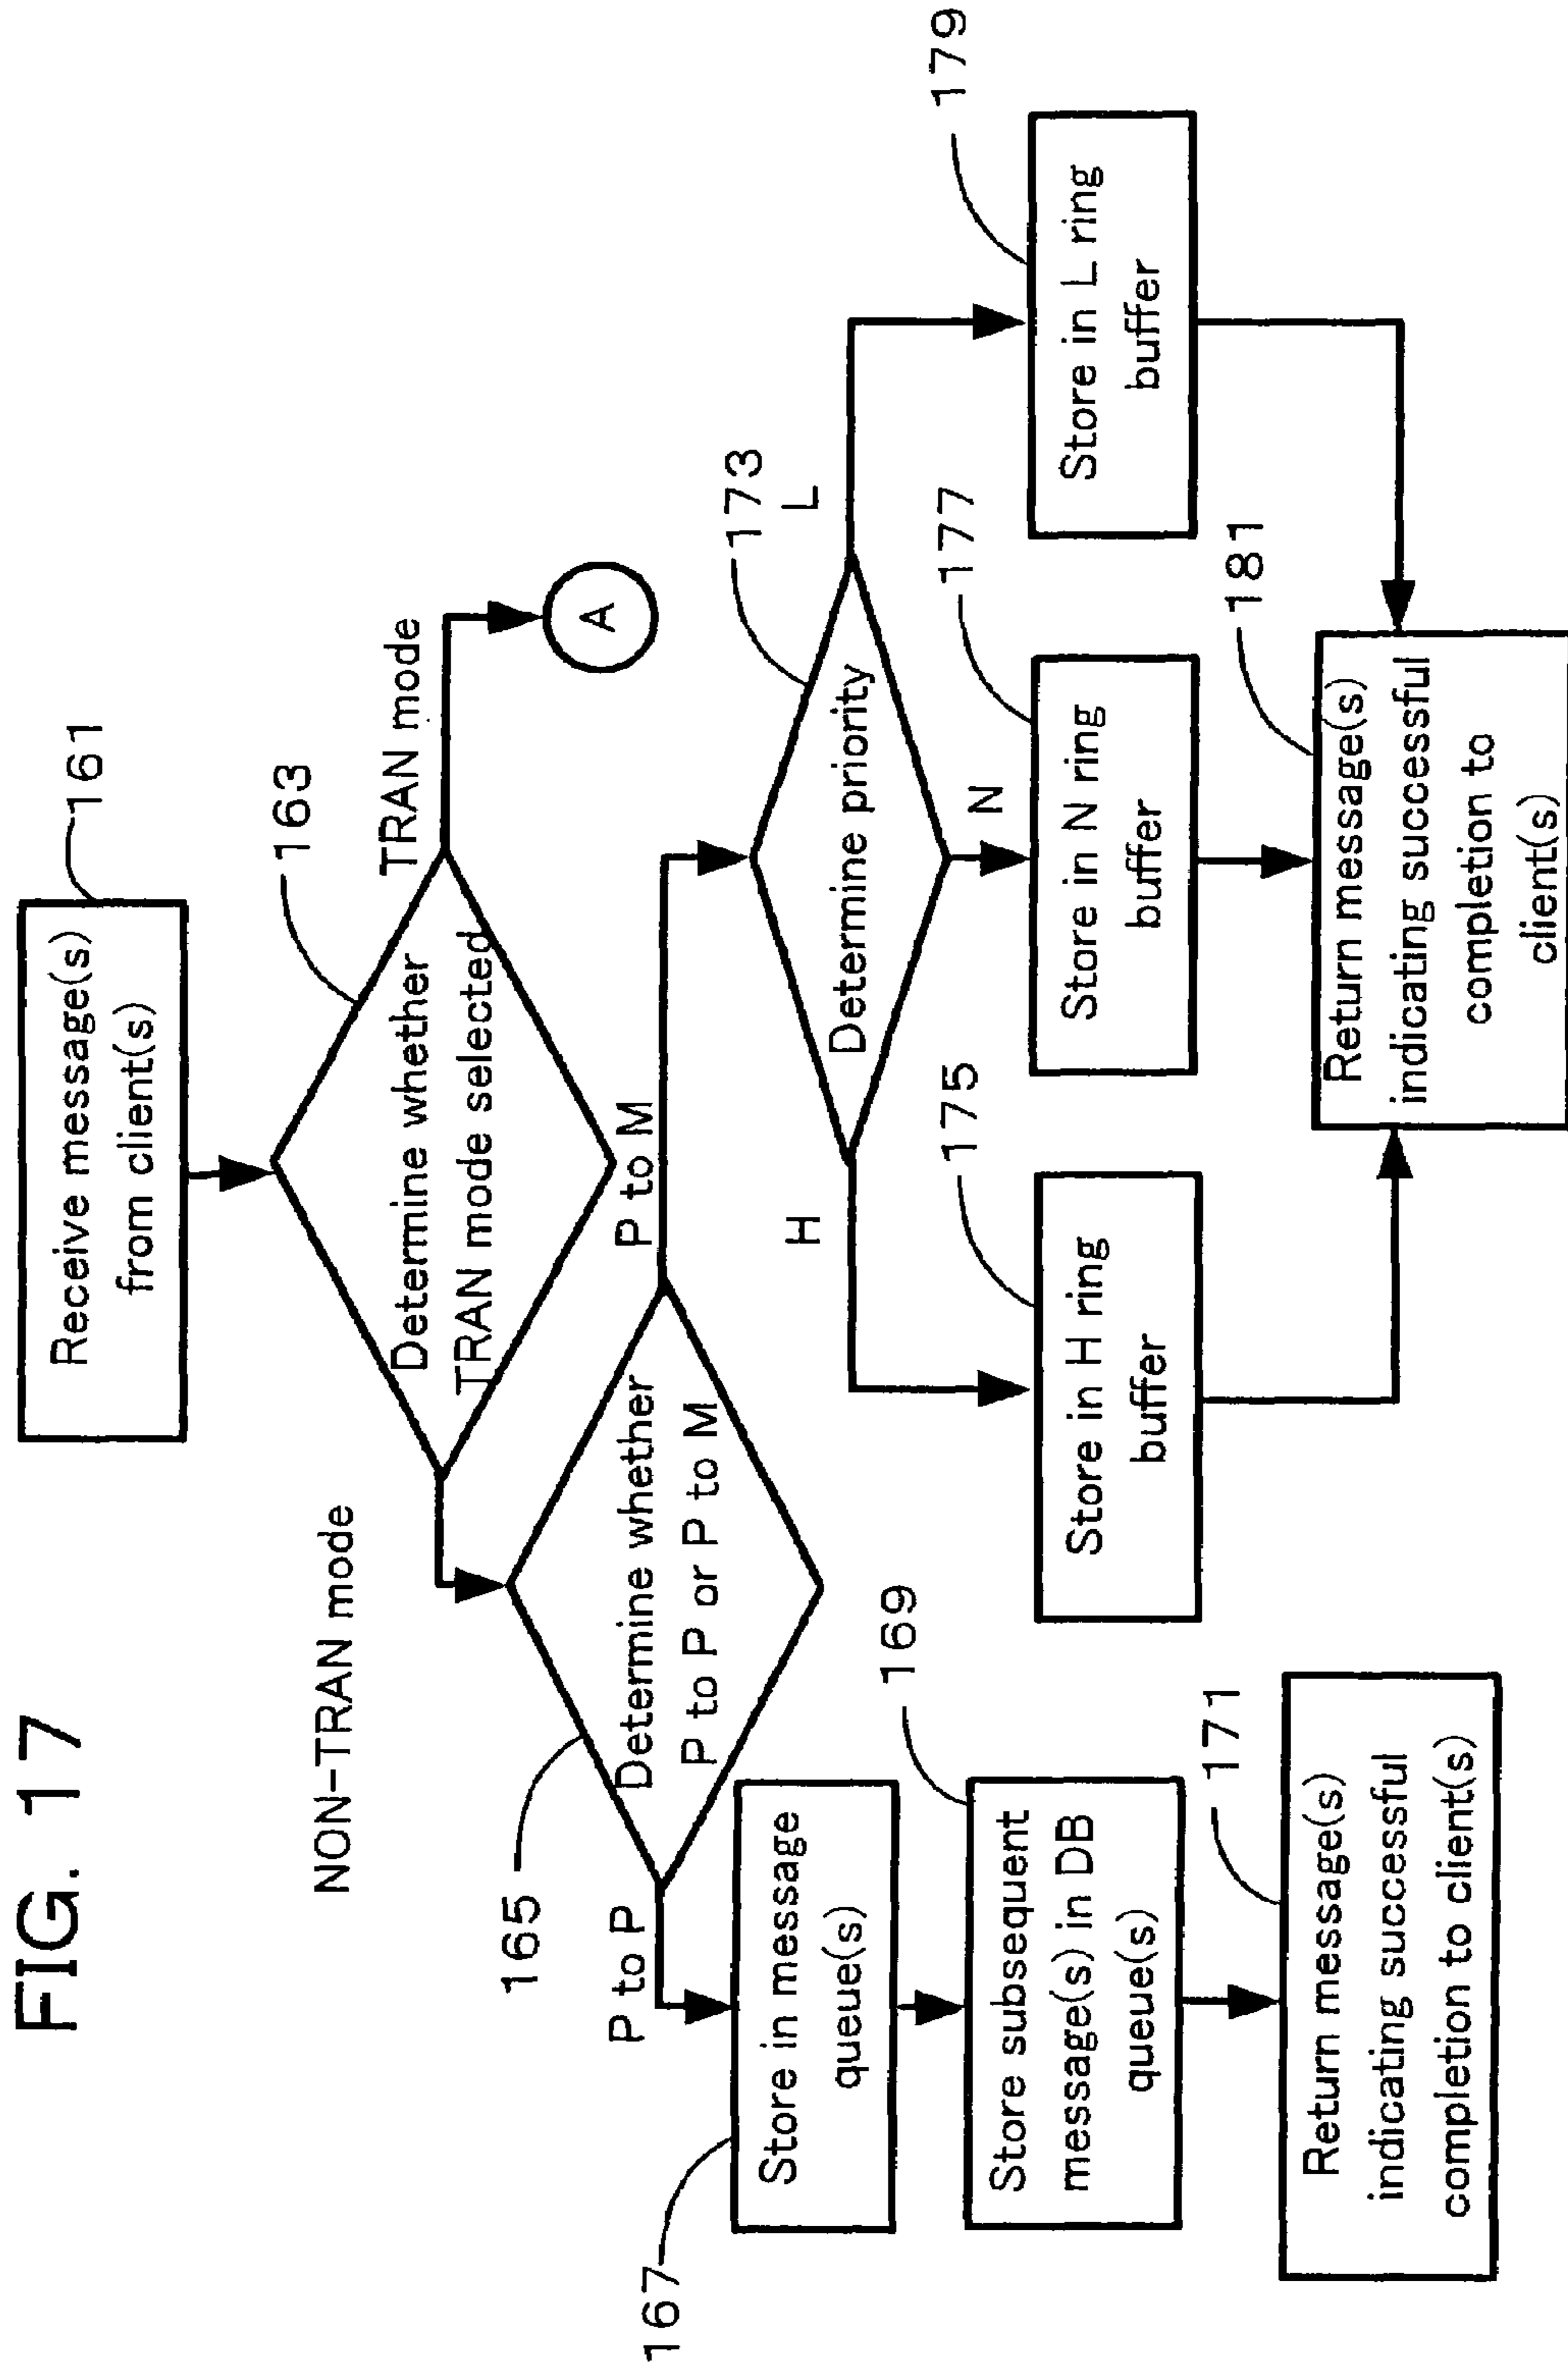 FIG. 17
Receive message(s)
from client(s)
161
163
Determine whether
TRAN mode selected
NON-TRAN mode
TRAN mode
A
165
Determine whether
P to P or P to M
P to P
P to M
167
Store in message
queue(s)
169
Store subsequent
message(s) in DB
queue(s)
171
Return message(s)
indicating successful
completion to client(s)
173
Determine priority
H
N
L
175
Store in H ring
buffer
177
Store in N ring
buffer
179
Store in L ring
buffer
181
Return message(s)
indicating successful
completion to
client(s)